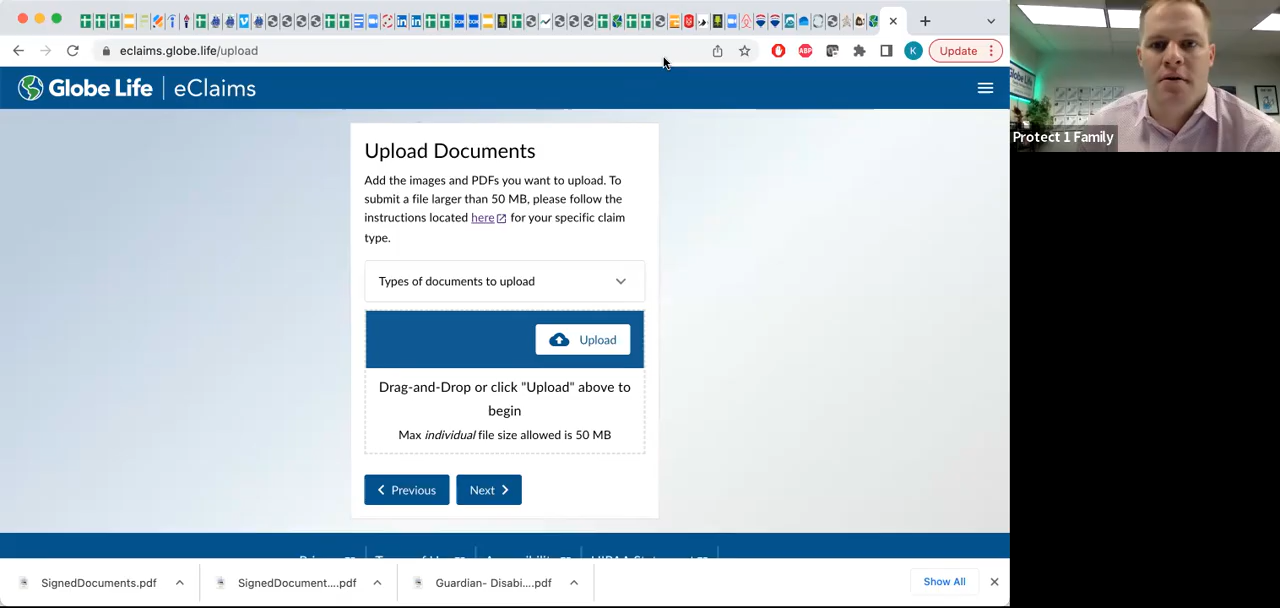 eclaims.globe.life/upload
K
Update
Globe Life | eClaims
Protect 1 Family
Upload Documents
Add the images and PDFs you want to upload. To
submit a file larger than 50 MB, please follow the
instructions located here for your specific claim
type.
Types of documents to upload
Upload
Drag-and-Drop or click "Upload" above to
begin
Max individual file size allowed is 50 MB
Previous
Next
SignedDocuments.pdf
SignedDocument....pdf
Guardian- Disabi....pdf
Show All